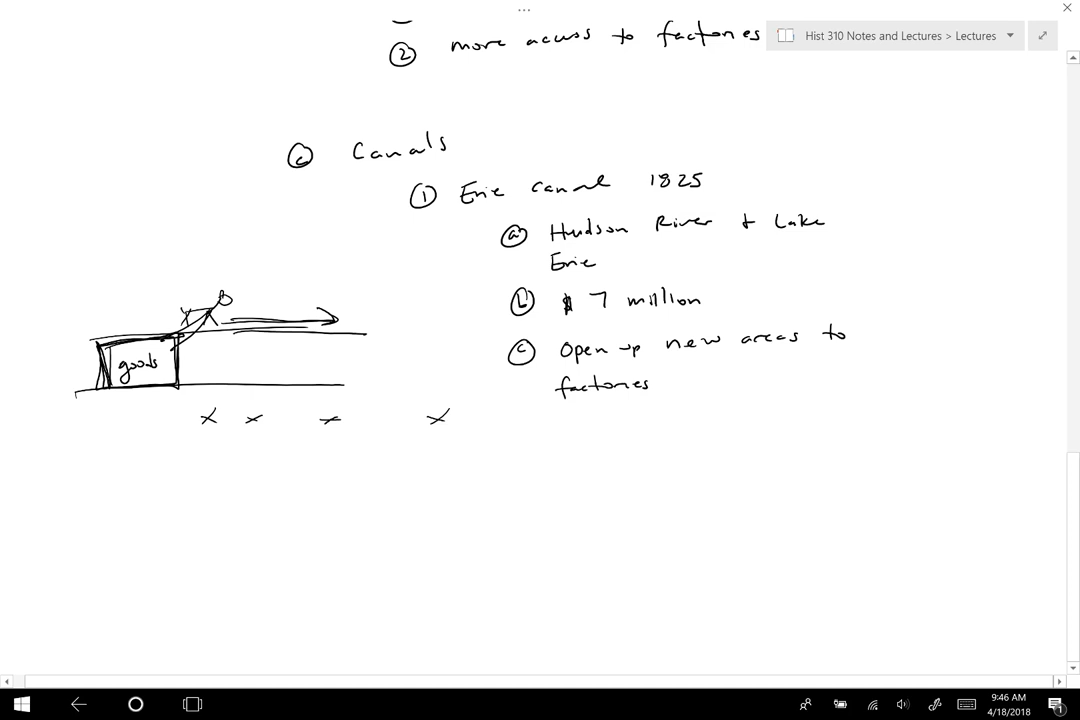 ② more access to factories
Hist 310 Notes and Lectures > Lectures
ⓒ Canals
① Erie canal 1825
ⓐ Hudson River + Lake
Erie
ⓑ $ 7 million
ⓒ Open up new areas to
factories
goods
9:46 AM
4/18/2018
1